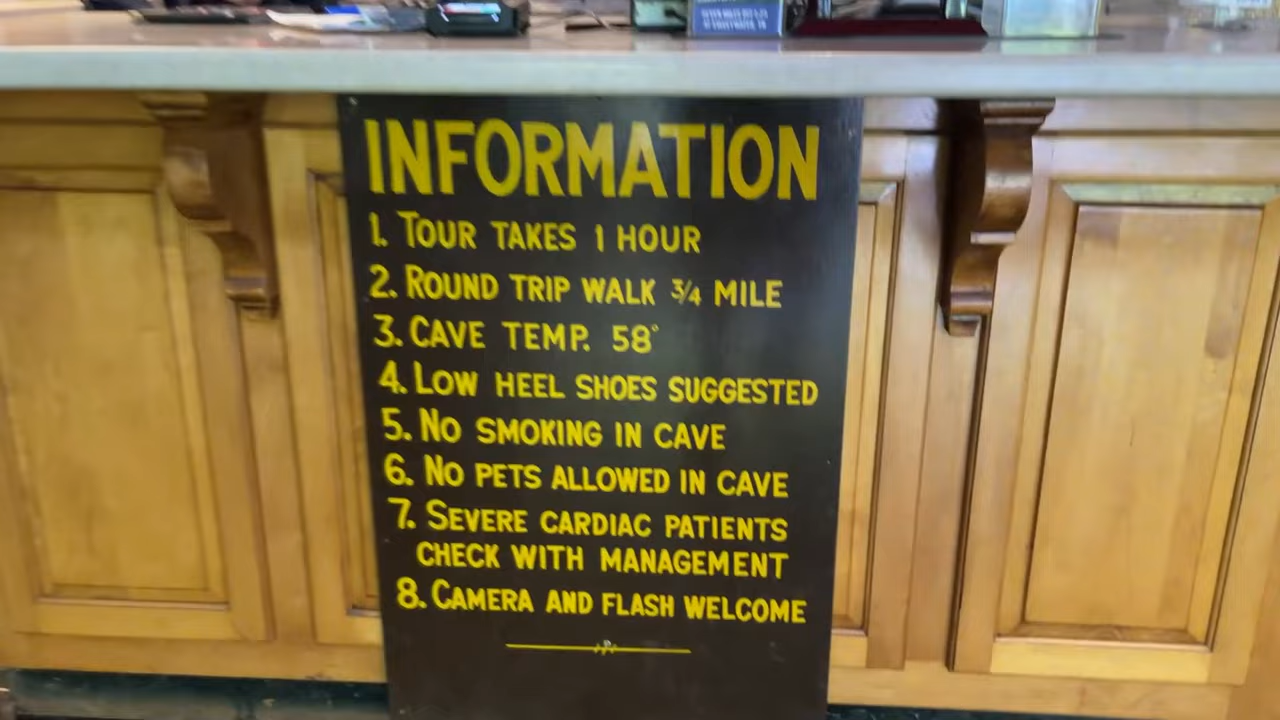 INFORMATION
1. TOUR TAKES 1 HOUR
2. ROUND TRIP WALK 3/4 MILE
3. CAVE TEMP. 58°
4. LOW HEEL SHOES SUGGESTED
5. NO SMOKING IN CAVE
6. NO PETS ALLOWED IN CAVE
7. SEVERE CARDIAC PATIENTS
CHECK WITH MANAGEMENT
8. CAMERA AND FLASH WELCOME